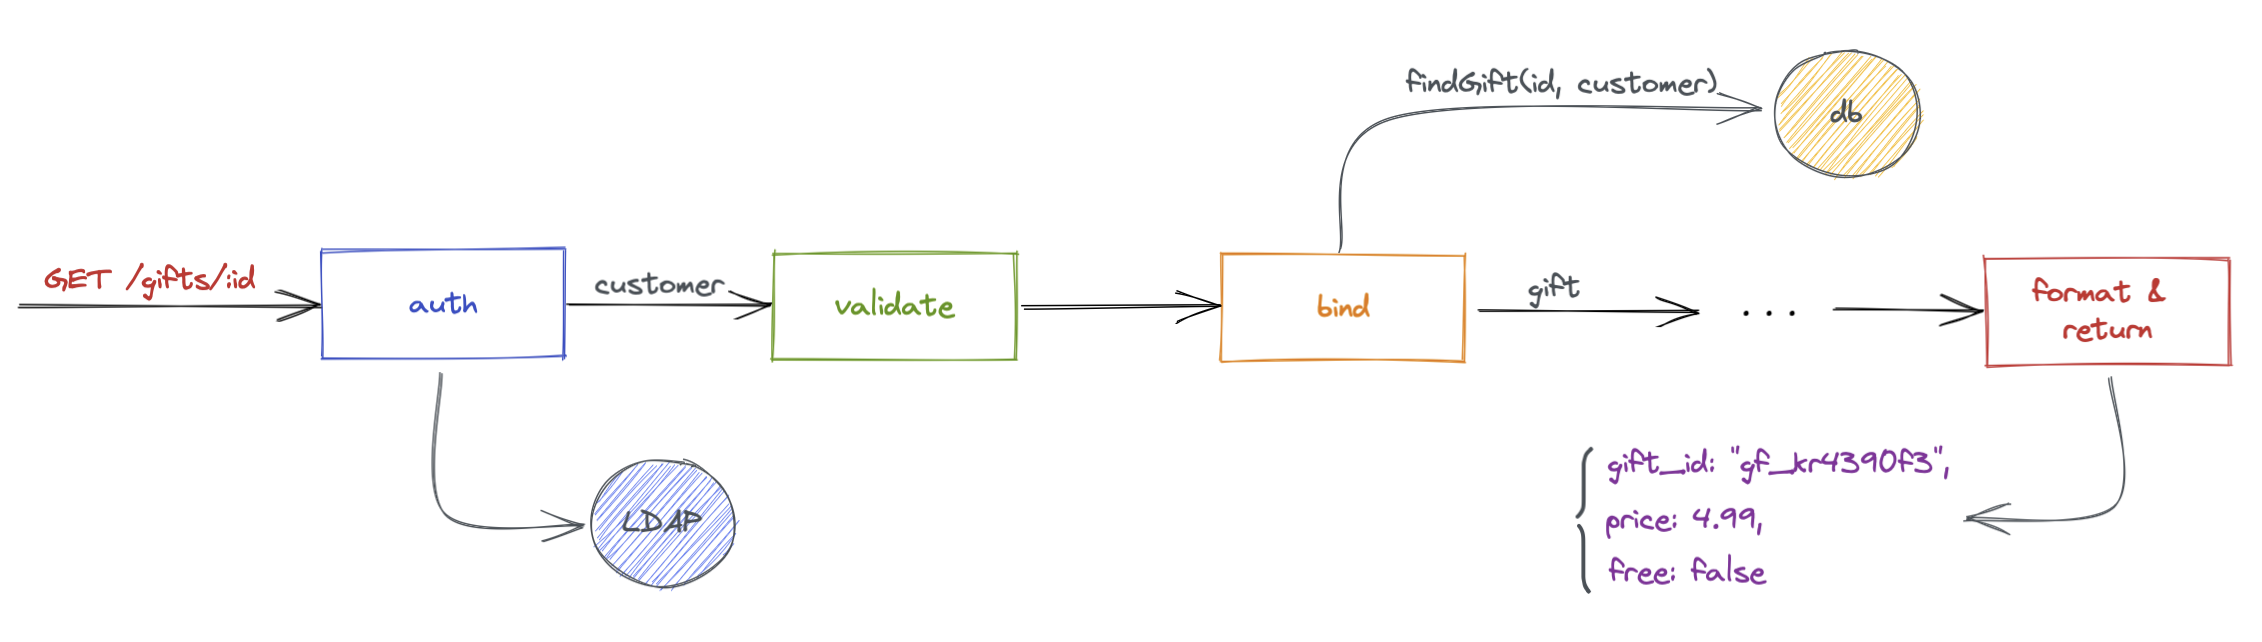 findGift(id, customer)
db
GET /gifts/:id
auth
customer
validate
bind
gift
. . .
format &
return
LDAP
gift_id: "gf_kr4390f3",
price: 4.99,
free: false